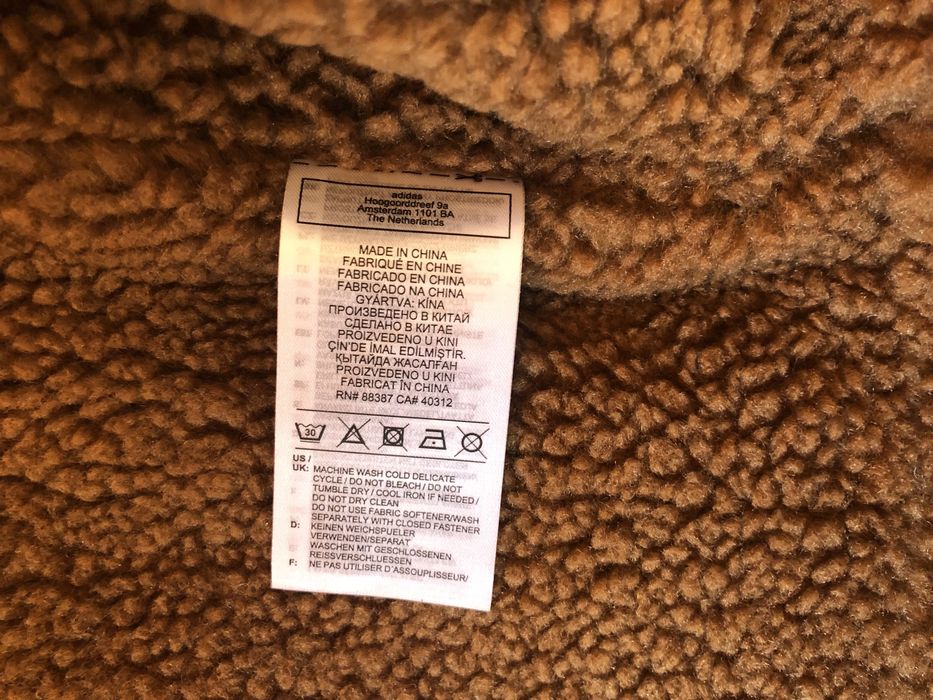 adidas
Hoogoorddreef 9a
Amsterdam 1101 BA
The Netherlands
MADE IN CHINA
FABRIQUÉ EN CHINE
FABRICADO EN CHINA
FABRICADO NA CHINA
GYÁRTVA: KÍNA
ПРОИЗВЕДЕНО В КИТАЙ
СДЕЛАНО В КИТАЕ
PROIZVEDENO U KINI
ÇIN'DE İMAL EDİLMİŞTİR.
ҚЫТАЙДА ЖАСАЛҒАН
PROIZVEDENO U KINI
FABRICAT ÎN CHINA
RN# 88387 CA# 40312
30
US /
UK: MACHINE WASH COLD DELICATE
CYCLE / DO NOT BLEACH / DO NOT
TUMBLE DRY / COOL IRON IF NEEDED /
DO NOT DRY CLEAN
DO NOT USE FABRIC SOFTENER/WASH
SEPARATELY WITH CLOSED FASTENER
D: KEINEN WEICHSPUELER
VERWENDEN/SEPARAT
WASCHEN MIT GESCHLOSSENEN
REISSVERSCHLUESSEN
F: NE PAS UTILISER D'ASSOUPLISSEUR/